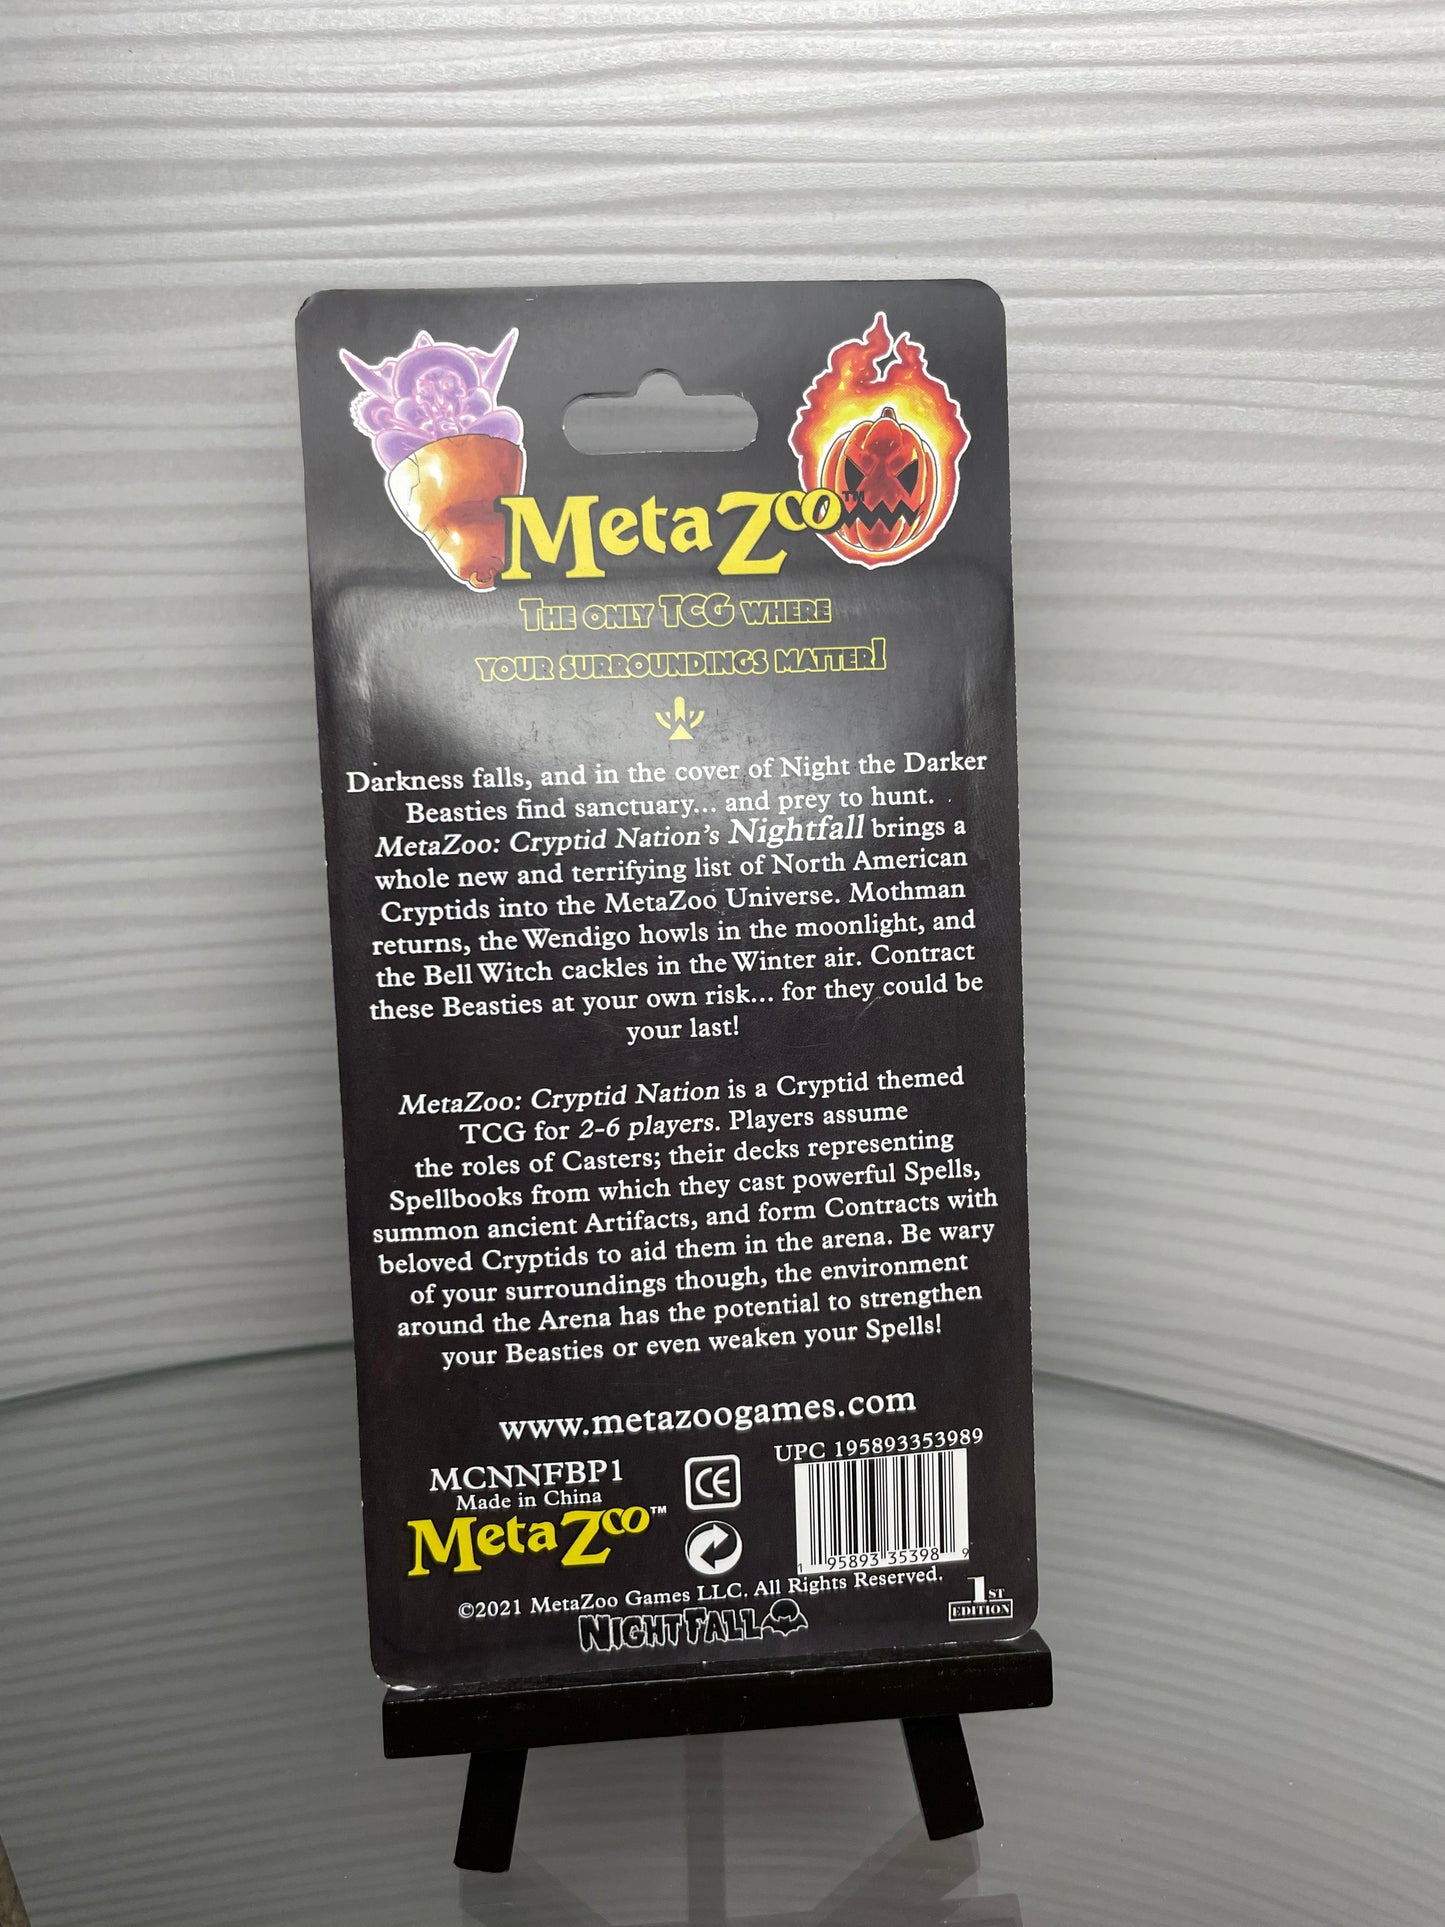 MetaZoo™
The only TCG where
your surroundings matter!
Darkness falls, and in the cover of Night the Darker
Beasties find sanctuary... and prey to hunt.
MetaZoo: Cryptid Nation's Nightfall brings a
whole new and terrifying list of North American
Cryptids into the MetaZoo Universe. Mothman
returns, the Wendigo howls in the moonlight, and
the Bell Witch cackles in the Winter air. Contract
these Beasties at your own risk... for they could be
your last!
MetaZoo: Cryptid Nation is a Cryptid themed
TCG for 2-6 players. Players assume
the roles of Casters; their decks representing
Spellbooks from which they cast powerful Spells,
summon ancient Artifacts, and form Contracts with
beloved Cryptids to aid them in the arena. Be wary
of your surroundings though, the environment
around the Arena has the potential to strengthen
your Beasties or even weaken your Spells!
www.metazoogames.com
UPC 195893353989
MCNNFBP1
Made in China
CE
MetaZoo™
1 95893 35398 9
©2021 MetaZoo Games LLC. All Rights Reserved.
1st Edition
Nightfall